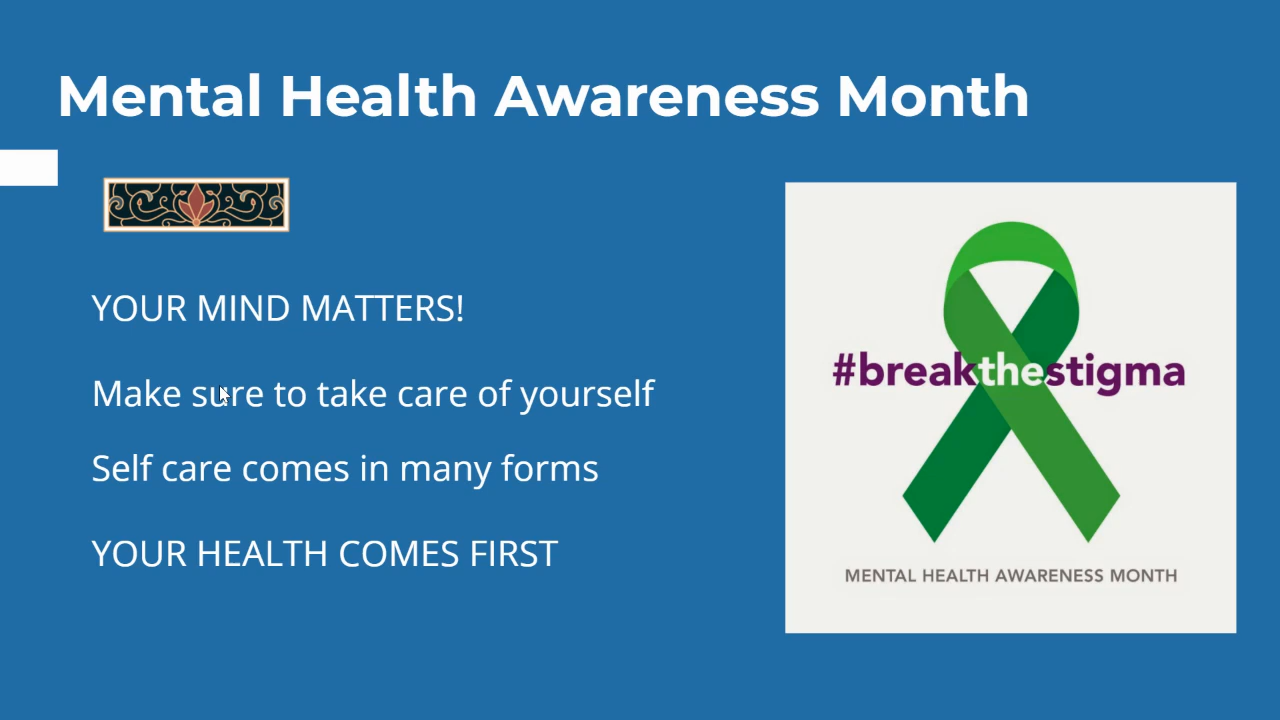 Mental Health Awareness Month
YOUR MIND MATTERS!
Make sure to take care of yourself
Self care comes in many forms
YOUR HEALTH COMES FIRST
#breakthestigma
MENTAL HEALTH AWARENESS MONTH